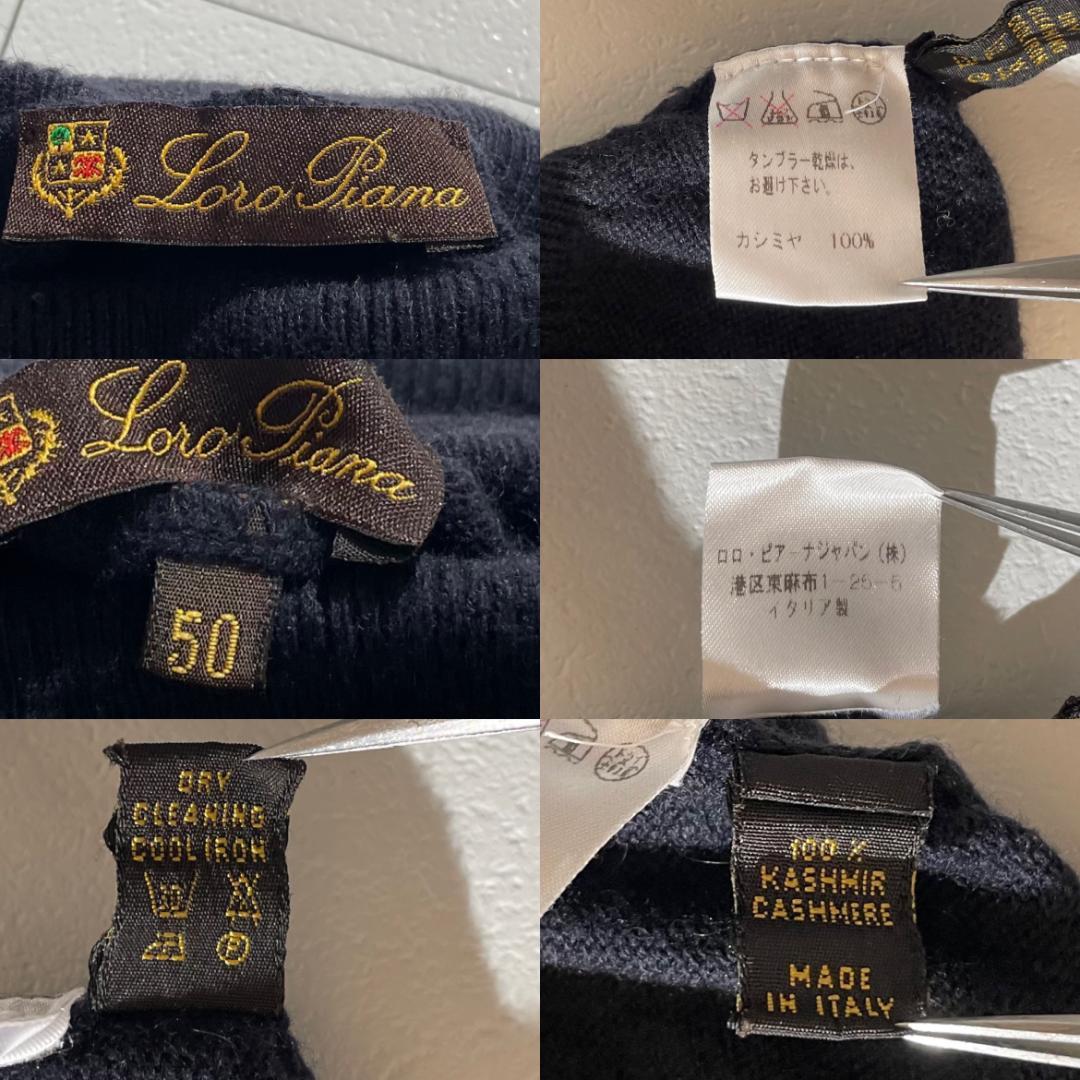 Loro Piana
タンブラー乾燥は、
お避け下さい。
カシミヤ 100%
Loro Piana
50
ロロ・ピアーナジャパン(株)
港区東麻布1-25-5
イタリア製
DRY
CLEANING
COOL IRON
P
100 %
KASHMIR
CASHMERE
MADE
IN ITALY